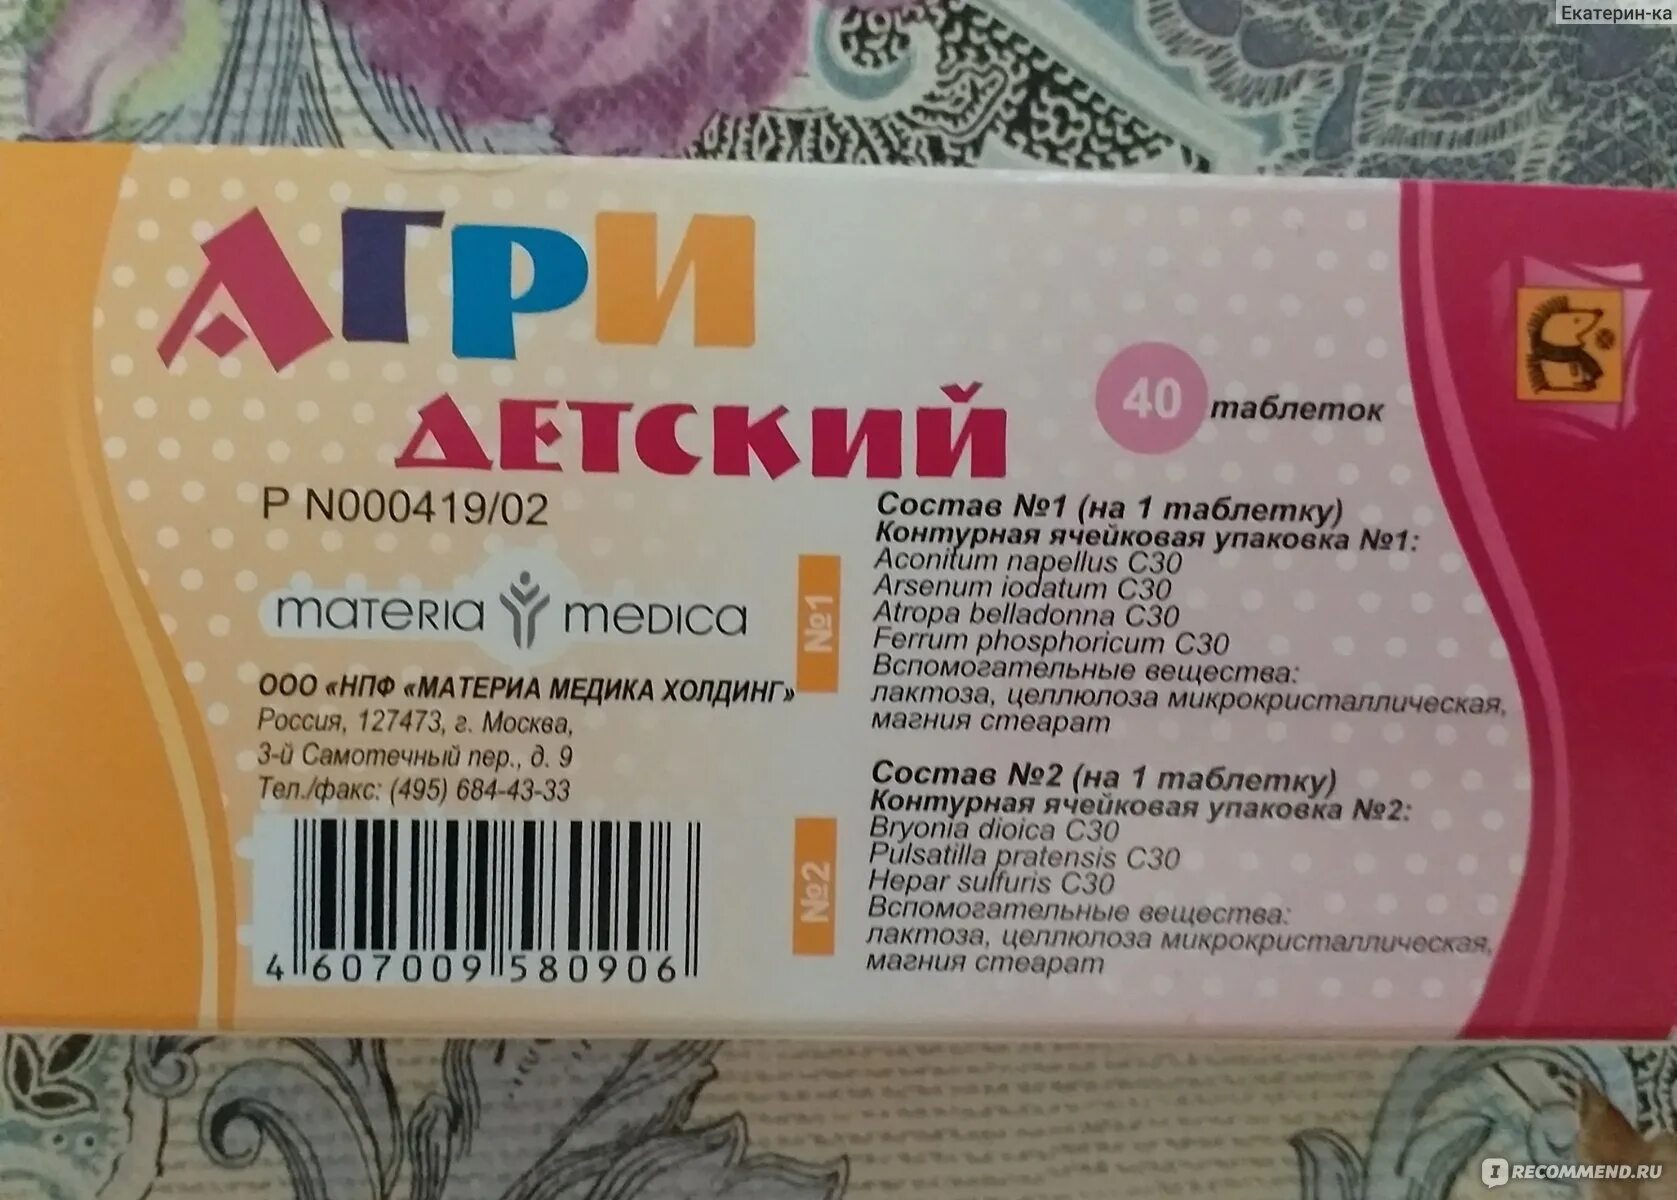 Екатерин-ка
АГРИ
ДЕТСКИЙ
40 таблеток
P N000419/02
materia medica
ООО «НПФ «МАТЕРИА МЕДИКА ХОЛДИНГ»
Россия, 127473, г. Москва,
3-й Самотечный пер., д. 9
Тел./факс: (495) 684-43-33
4 607009 580906
№1
Состав №1 (на 1 таблетку)
Контурная ячейковая упаковка №1:
Aconitum napellus C30
Arsenum iodatum C30
Atropa belladonna C30
Ferrum phosphoricum C30
Вспомогательные вещества:
лактоза, целлюлоза микрокристаллическая,
магния стеарат
№2
Состав №2 (на 1 таблетку)
Контурная ячейковая упаковка №2:
Bryonia dioica C30
Pulsatilla pratensis C30
Hepar sulfuris C30
Вспомогательные вещества:
лактоза, целлюлоза микрокристаллическая,
магния стеарат
IRECOMMEND.RU